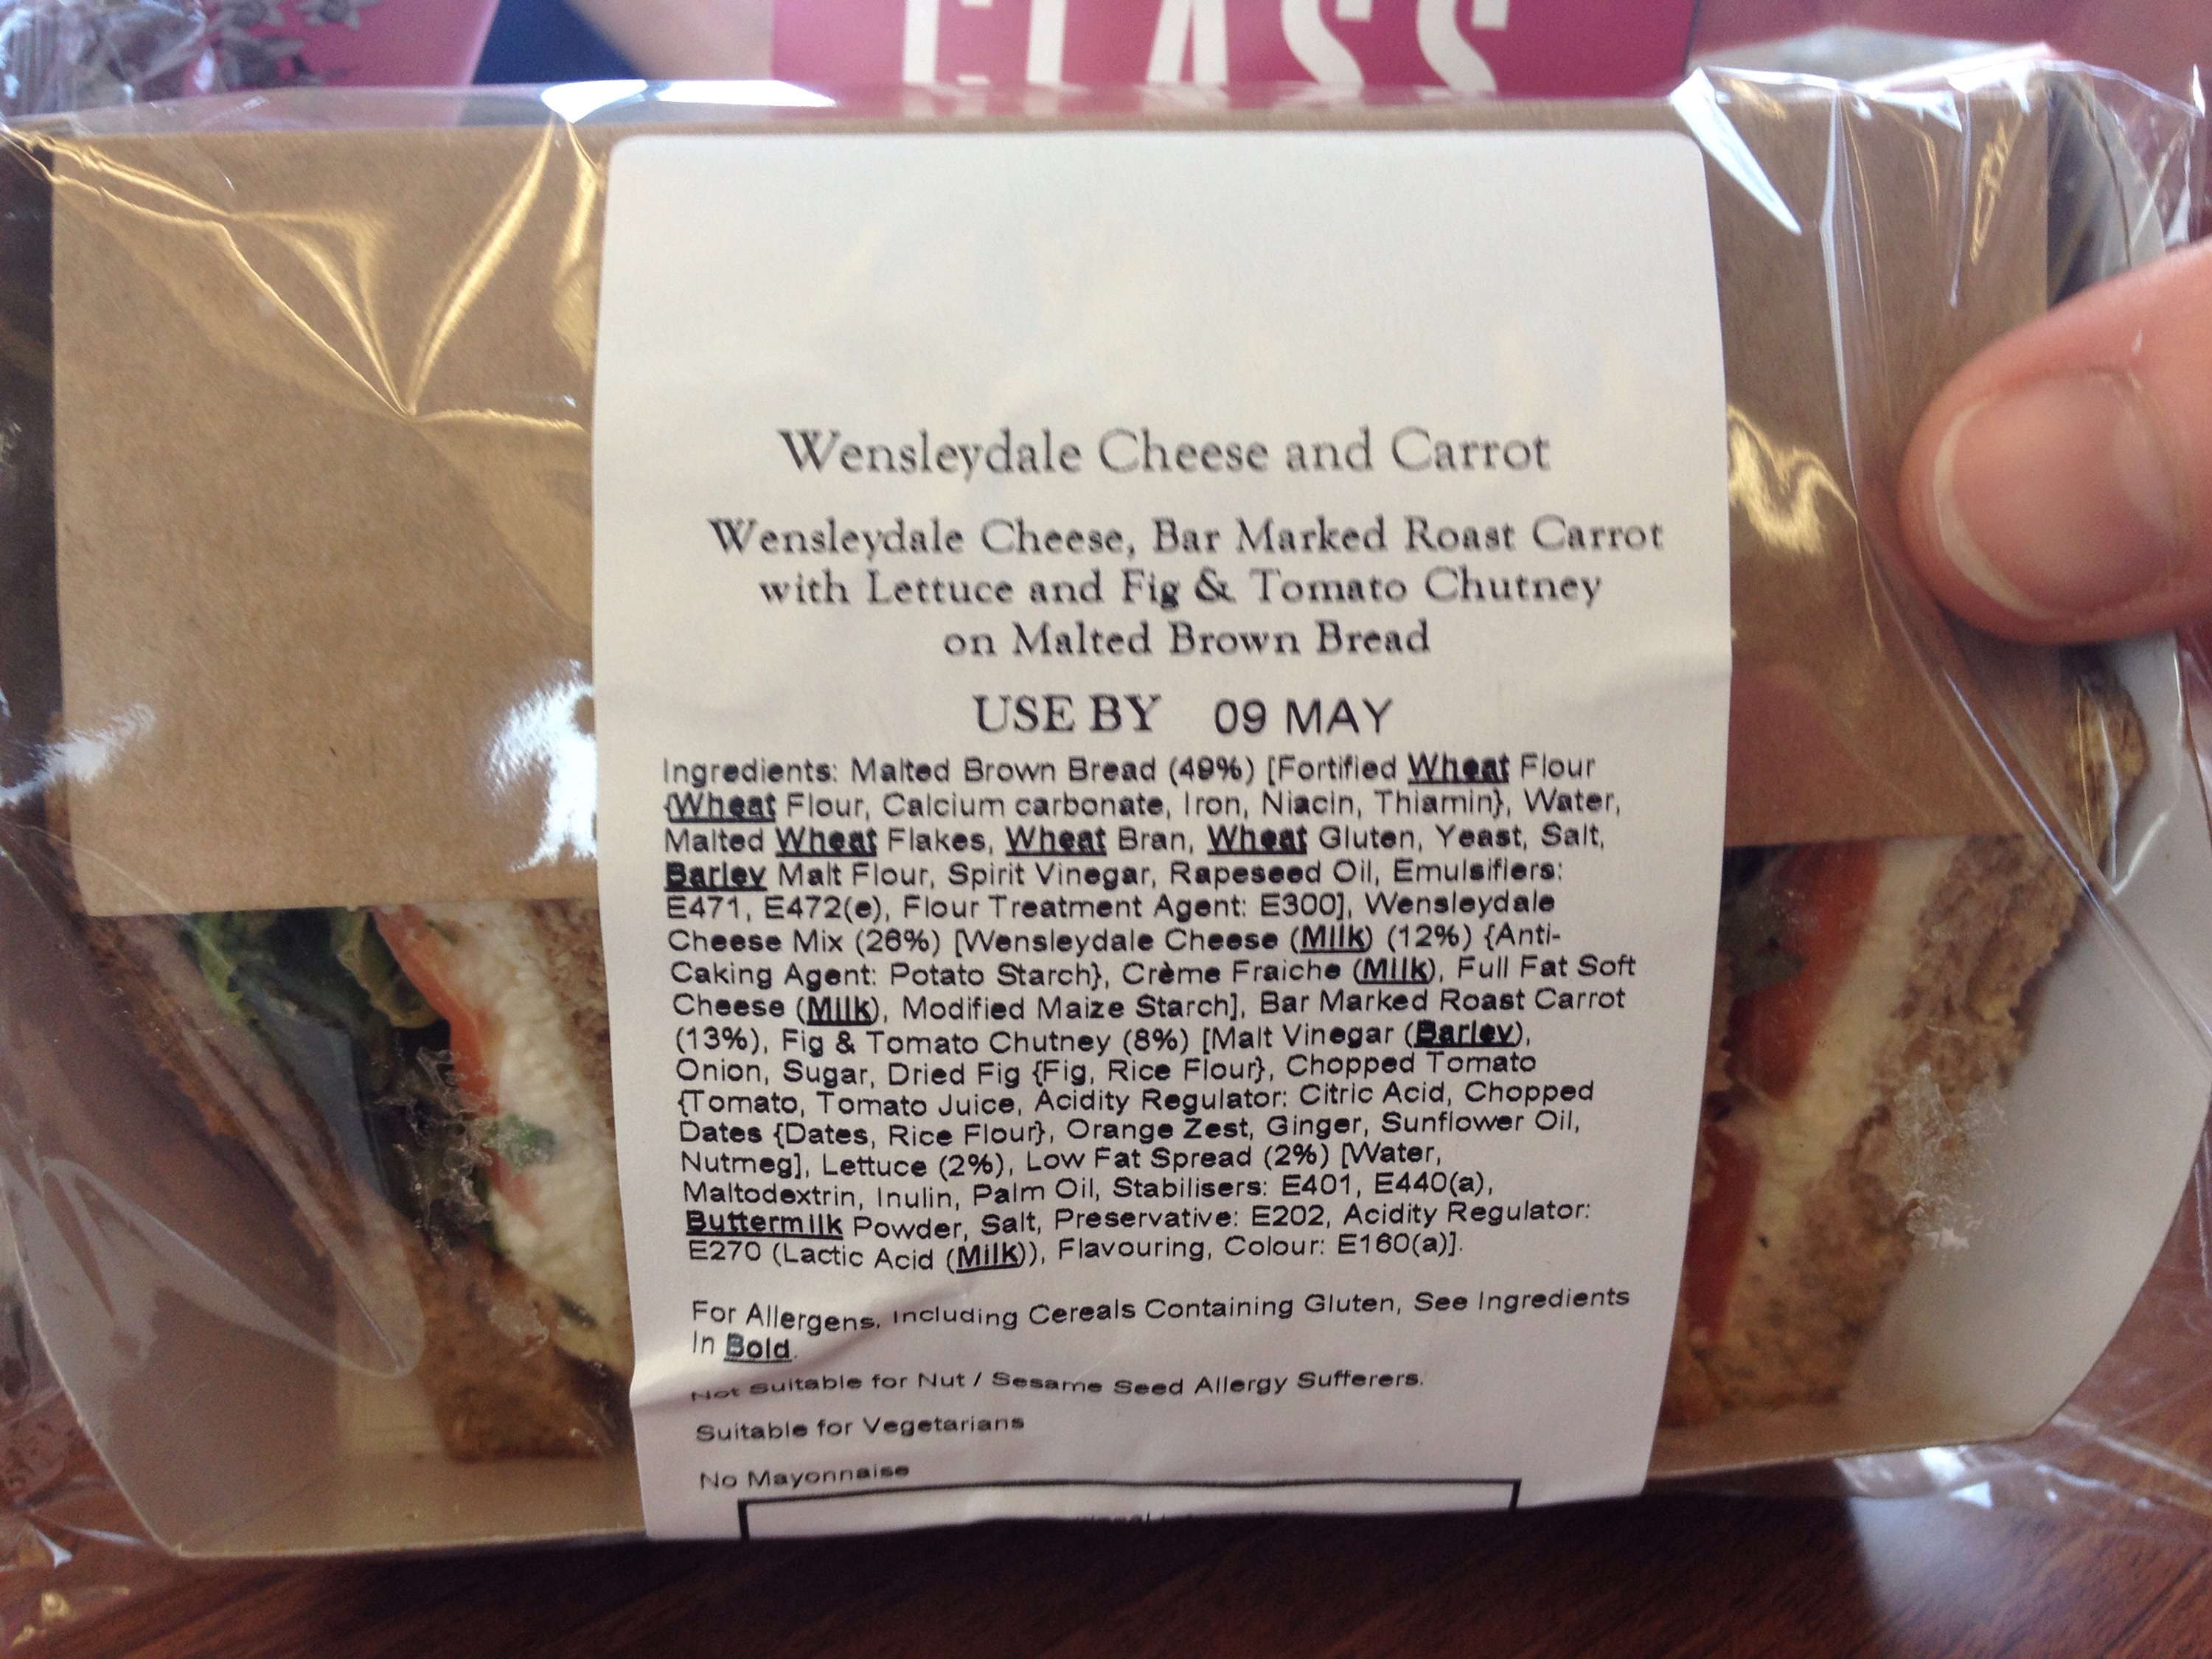 CLASS
Wensleydale Cheese and Carrot
Wensleydale Cheese, Bar Marked Roast Carrot
with Lettuce and Fig & Tomato Chutney
on Malted Brown Bread
USE BY 09 MAY
Ingredients: Malted Brown Bread (49%) [Fortified Wheat Flour
{Wheat Flour, Calcium carbonate, Iron, Niacin, Thiamin}, Water,
Malted Wheat Flakes, Wheat Bran, Wheat Gluten, Yeast, Salt,
Barley Malt Flour, Spirit Vinegar, Rapeseed Oil, Emulsifiers:
E471, E472(e), Flour Treatment Agent: E300], Wensleydale
Cheese Mix (26%) [Wensleydale Cheese (Milk) (12%) {Anti-
Caking Agent: Potato Starch}, Crème Fraiche (Milk), Full Fat Soft
Cheese (Milk), Modified Maize Starch], Bar Marked Roast Carrot
(13%), Fig & Tomato Chutney (8%) [Malt Vinegar (Barley),
Onion, Sugar, Dried Fig {Fig, Rice Flour}, Chopped Tomato
{Tomato, Tomato Juice, Acidity Regulator: Citric Acid, Chopped
Dates {Dates, Rice Flour}, Orange Zest, Ginger, Sunflower Oil,
Nutmeg], Lettuce (2%), Low Fat Spread (2%) [Water,
Maltodextrin, Inulin, Palm Oil, Stabilisers: E401, E440(a),
Buttermilk Powder, Salt, Preservative: E202, Acidity Regulator:
E270 (Lactic Acid (Milk)), Flavouring, Colour: E160(a)].
For Allergens, including Cereals Containing Gluten, See Ingredients
In Bold.
Not Suitable for Nut / Sesame Seed Allergy Sufferers.
Suitable for Vegetarians
No Mayonnaise